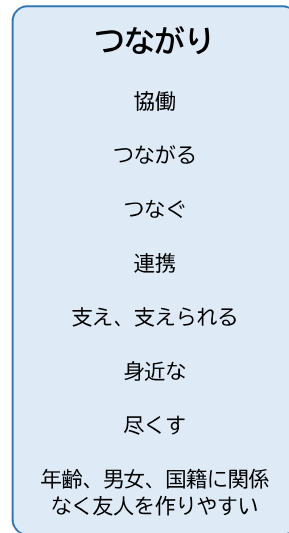 つながり
協働
つながる
つなぐ
連携
支え、支えられる
身近な
尽くす
年齢、男女、国籍に関係
なく友人を作りやすい